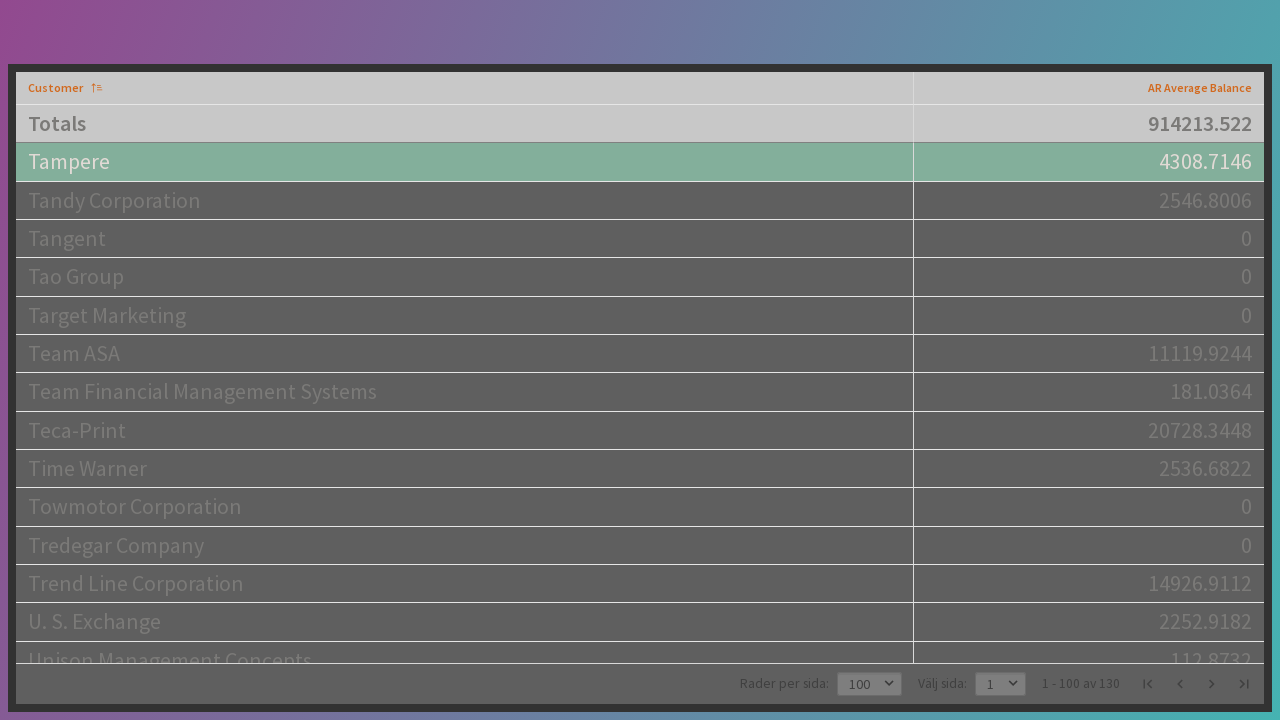 Customer AR Average Balance
Totals 914213.522
Tampere 4308.7146
Tandy Corporation 2546.8006
Tangent 0
Tao Group 0
Target Marketing 0
Team ASA 11119.9244
Team Financial Management Systems 181.0364
Teca-Print 20728.3448
Time Warner 2536.6822
Towmotor Corporation 0
Tredegar Company 0
Trend Line Corporation 14926.9112
U. S. Exchange 2252.9182
Unison Management Concepts 112.8732
Rader per sida: 100 Välj sida: 1 1 - 100 av 130